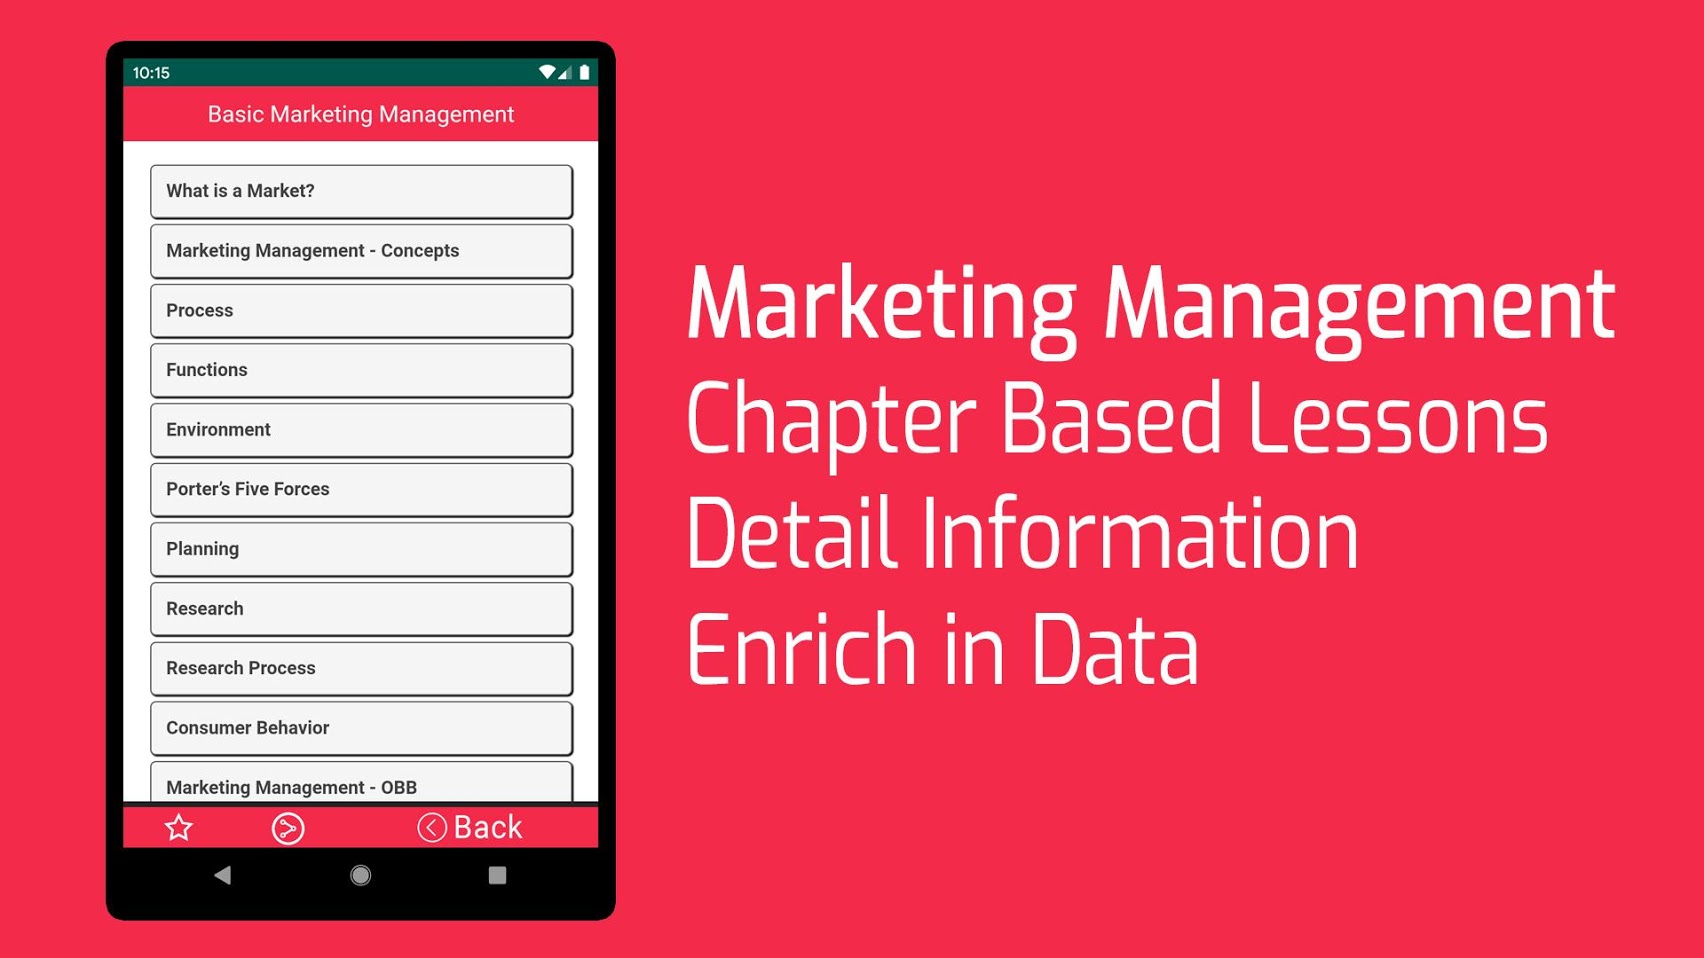 10:15
Basic Marketing Management
What is a Market?
Marketing Management - Concepts
Process
Functions
Environment
Porter’s Five Forces
Planning
Research
Research Process
Consumer Behavior
Marketing Management - OBB
Back
Marketing Management
Chapter Based Lessons
Detail Information
Enrich in Data